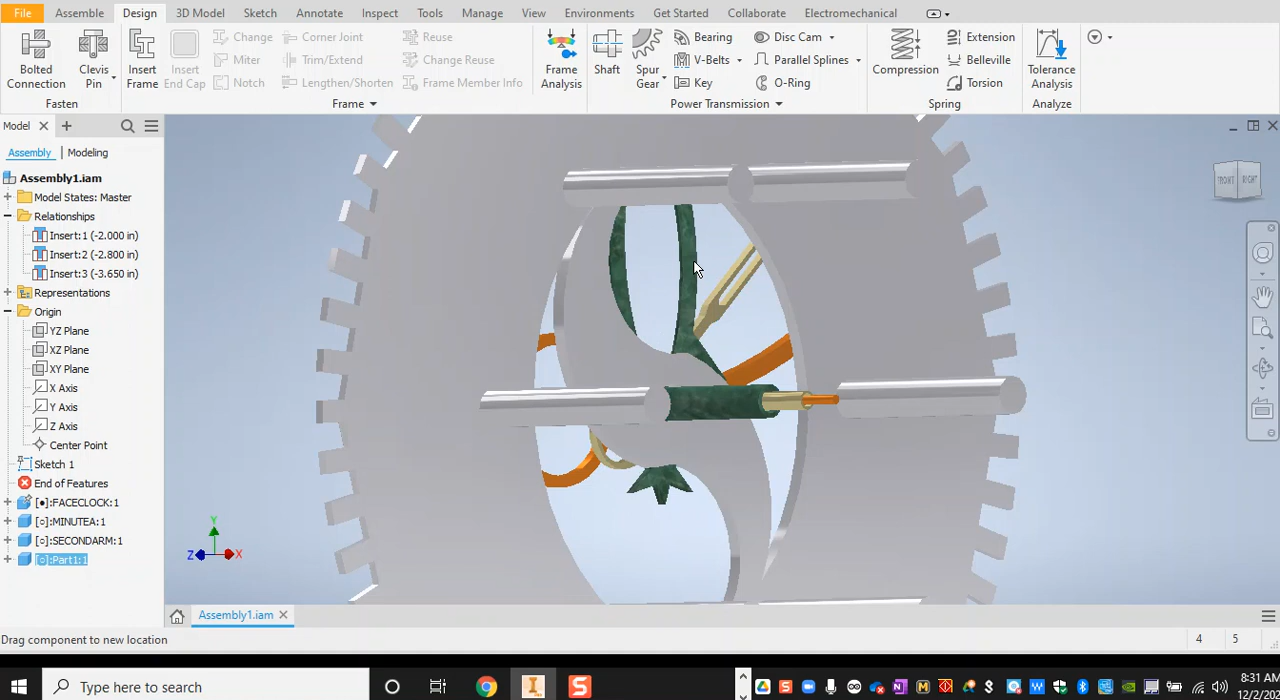 File Assemble Design 3D Model Sketch Annotate Inspect Tools Manage View Environments Get Started Collaborate Electromechanical
Bolted Connection
Clevis Pin
Insert Frame
Insert End Cap
Change Corner Joint Reuse
Miter Trim/Extend Change Reuse
Notch Lengthen/Shorten Frame Member Info
Frame Analysis
Shaft
Spur Gear
Bearing Disc Cam
V-Belts Parallel Splines
Key O-Ring
Compression
Extension
Belleville
Torsion
Tolerance Analysis
Fasten Frame Power Transmission Spring Analyze
Model
Assembly Modeling
Assembly1.iam
Model States: Master
Relationships
Insert:1 (-2.000 in)
Insert:2 (-2.800 in)
Insert:3 (-3.650 in)
Representations
Origin
YZ Plane
XZ Plane
XY Plane
X Axis
Y Axis
Z Axis
Center Point
Sketch 1
End of Features
[●]:FACECLOCK:1
[○]:MINUTEA:1
[○]:SECONDARM:1
[○]:Part1:1
FRONT RIGHT
Y
Z X
Assembly1.iam
Drag component to new location 4 5
Type here to search
8:31 AM